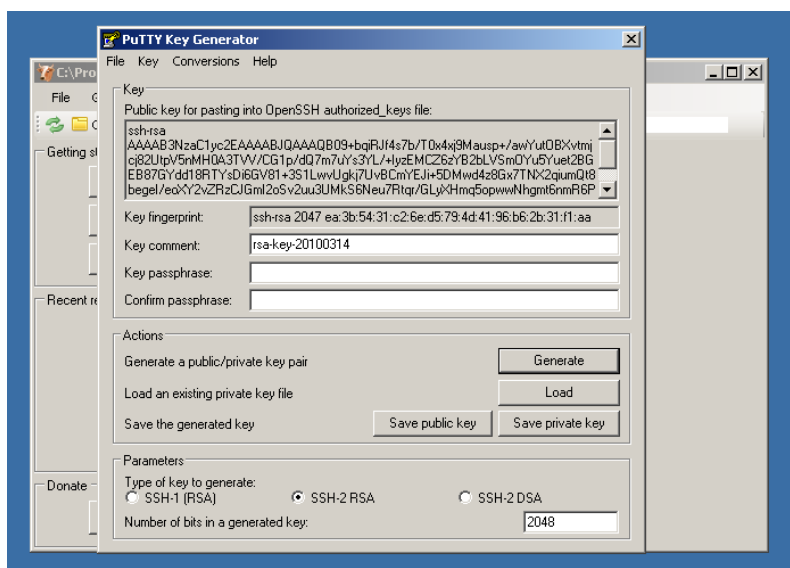 PuTTY Key Generator
File Key Conversions Help
C:\Pro
File
Getting st
Recent re
Donate
Key
Public key for pasting into OpenSSH authorized_keys file:
ssh-rsa
AAAAB3NzaC1yc2EAAAABJQAAAQB09+bqiRJf4s7b/T0x4xj9Mausp+/awYutOBXvtmj
cj82UtpV5nMH0A3TVV/CG1p/dQ7m7uYs3YL/+IyzEMCZ6zYB2bLVSm0Yu5Yuet2BG
EB87GYdd18RTYsDi6GV81+3S1LwvUgkj7UvBCmYEJi+5DMwd4z8Gx7TNX2qiumQt8
begeI/eoXY2vZRzCJGmI2oSv2uu3UMkS6Neu7Rtqr/GLyXHmq5opwwNhgmt6nmR6P
Key fingerprint: ssh-rsa 2047 ea:3b:54:31:c2:6e:d5:79:4d:41:96:b6:2b:31:f1:aa
Key comment: rsa-key-20100314
Key passphrase:
Confirm passphrase:
Actions
Generate a public/private key pair Generate
Load an existing private key file Load
Save the generated key Save public key Save private key
Parameters
Type of key to generate:
SSH-1 (RSA) SSH-2 RSA SSH-2 DSA
Number of bits in a generated key: 2048